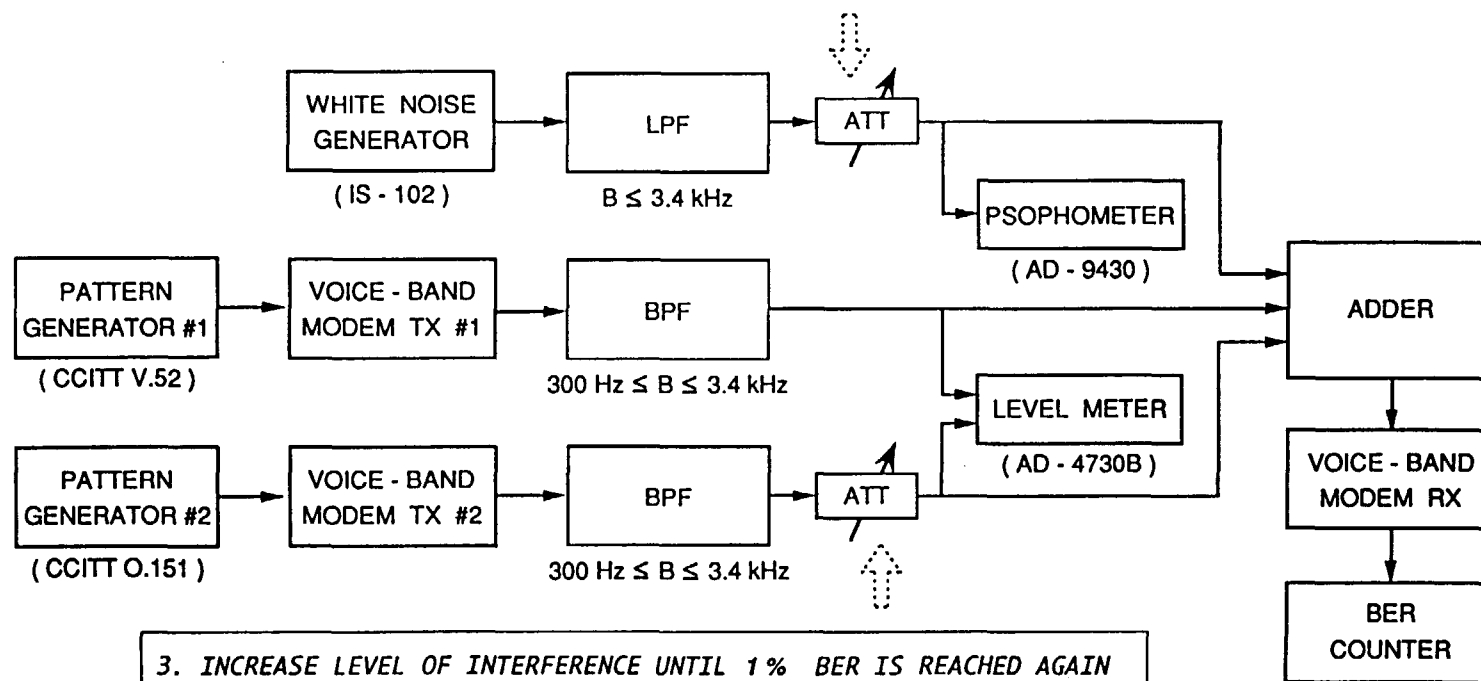 WHITE NOISE
GENERATOR
( IS - 102 )
LPF
B ≤ 3.4 kHz
ATT
PSOPHOMETER
( AD - 9430 )
PATTERN
GENERATOR #1
( CCITT V.52 )
VOICE - BAND
MODEM TX #1
BPF
300 Hz ≤ B ≤ 3.4 kHz
LEVEL METER
( AD - 4730B )
ADDER
PATTERN
GENERATOR #2
( CCITT O.151 )
VOICE - BAND
MODEM TX #2
BPF
300 Hz ≤ B ≤ 3.4 kHz
ATT
VOICE - BAND
MODEM RX
BER
COUNTER
3. INCREASE LEVEL OF INTERFERENCE UNTIL 1% BER IS REACHED AGAIN